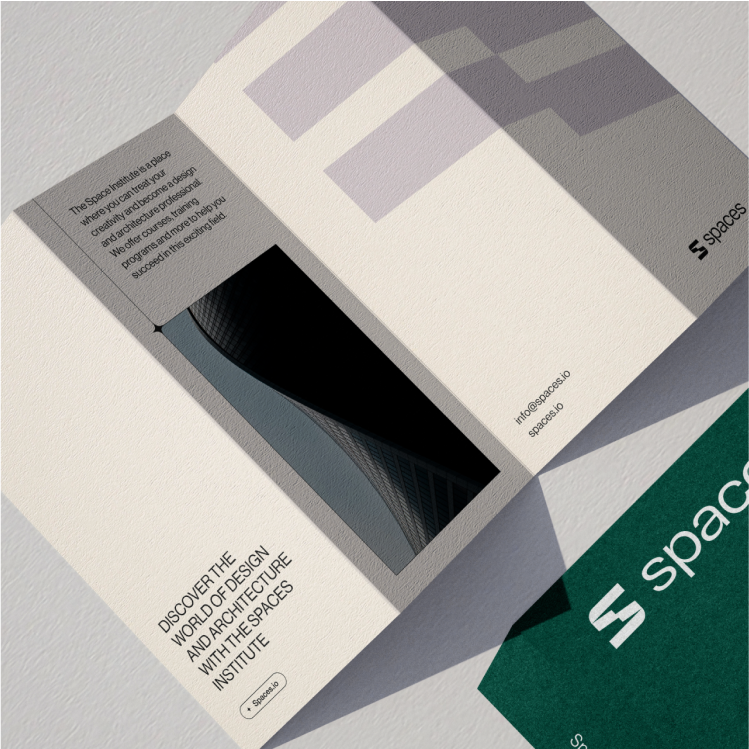 The Space Institute is a place
where you can treat your
creativity and become a design
and architecture professional.
We offer courses, training
programs and more to help you
succeed in this exciting field.
DISCOVER THE
WORLD OF DESIGN
AND ARCHITECTURE
WITH THE SPACES
INSTITUTE
Spaces.io
info@spaces.io
spaces.io
spaces
spac